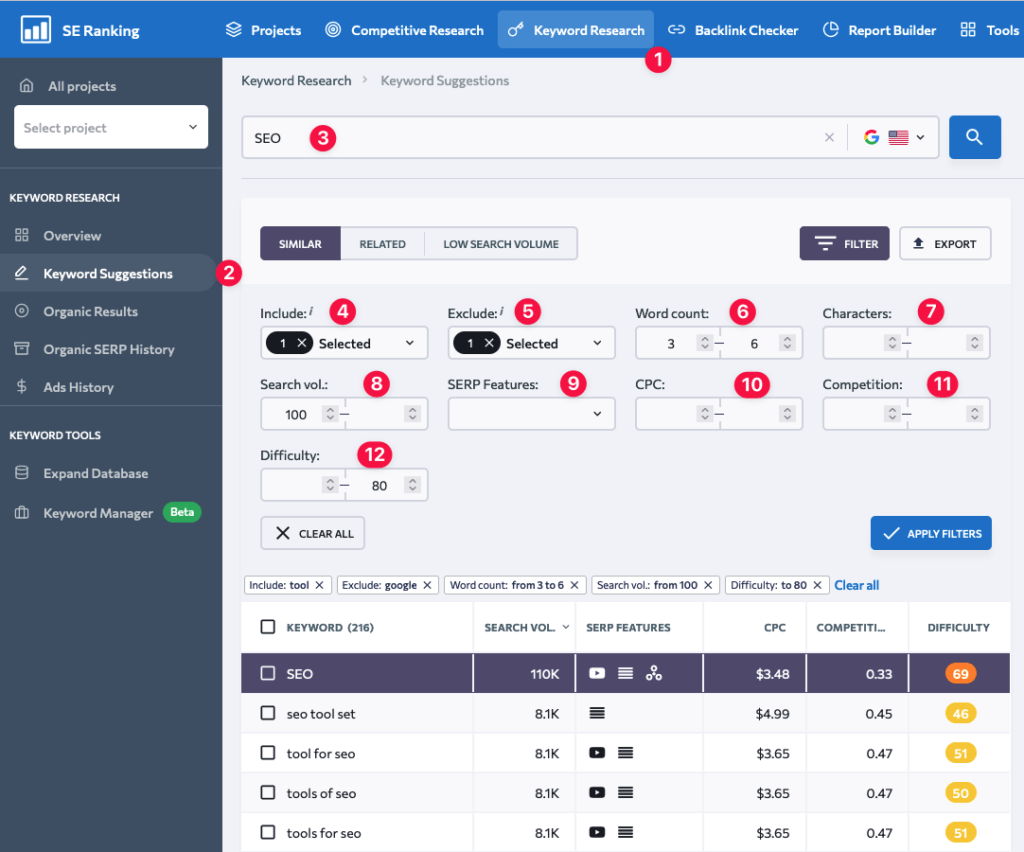 SE Ranking
Projects
Competitive Research
Keyword Research
Backlink Checker
Report Builder
Tools
1
All projects
Select project
KEYWORD RESEARCH
Overview
Keyword Suggestions
2
Organic Results
Organic SERP History
Ads History
KEYWORD TOOLS
Expand Database
Keyword Manager Beta
Keyword Research > Keyword Suggestions
SEO 3
SIMILAR RELATED LOW SEARCH VOLUME
FILTER EXPORT
Include: i 4 Exclude: i 5 Word count: 6 Characters: 7
1 × Selected 1 × Selected 3 – 6 –
Search vol.: 8 SERP Features: 9 CPC: 10 Competition: 11
100 – – –
Difficulty: 12
– 80
CLEAR ALL APPLY FILTERS
Include: tool × Exclude: google × Word count: from 3 to 6 × Search vol.: from 100 × Difficulty: to 80 × Clear all
KEYWORD (216) SEARCH VOL. SERP FEATURES CPC COMPETITI... DIFFICULTY
SEO 110K $3.48 0.33 69
seo tool set 8.1K $4.99 0.45 46
tool for seo 8.1K $3.65 0.47 51
tools of seo 8.1K $3.65 0.47 50
tools for seo 8.1K $3.65 0.47 51